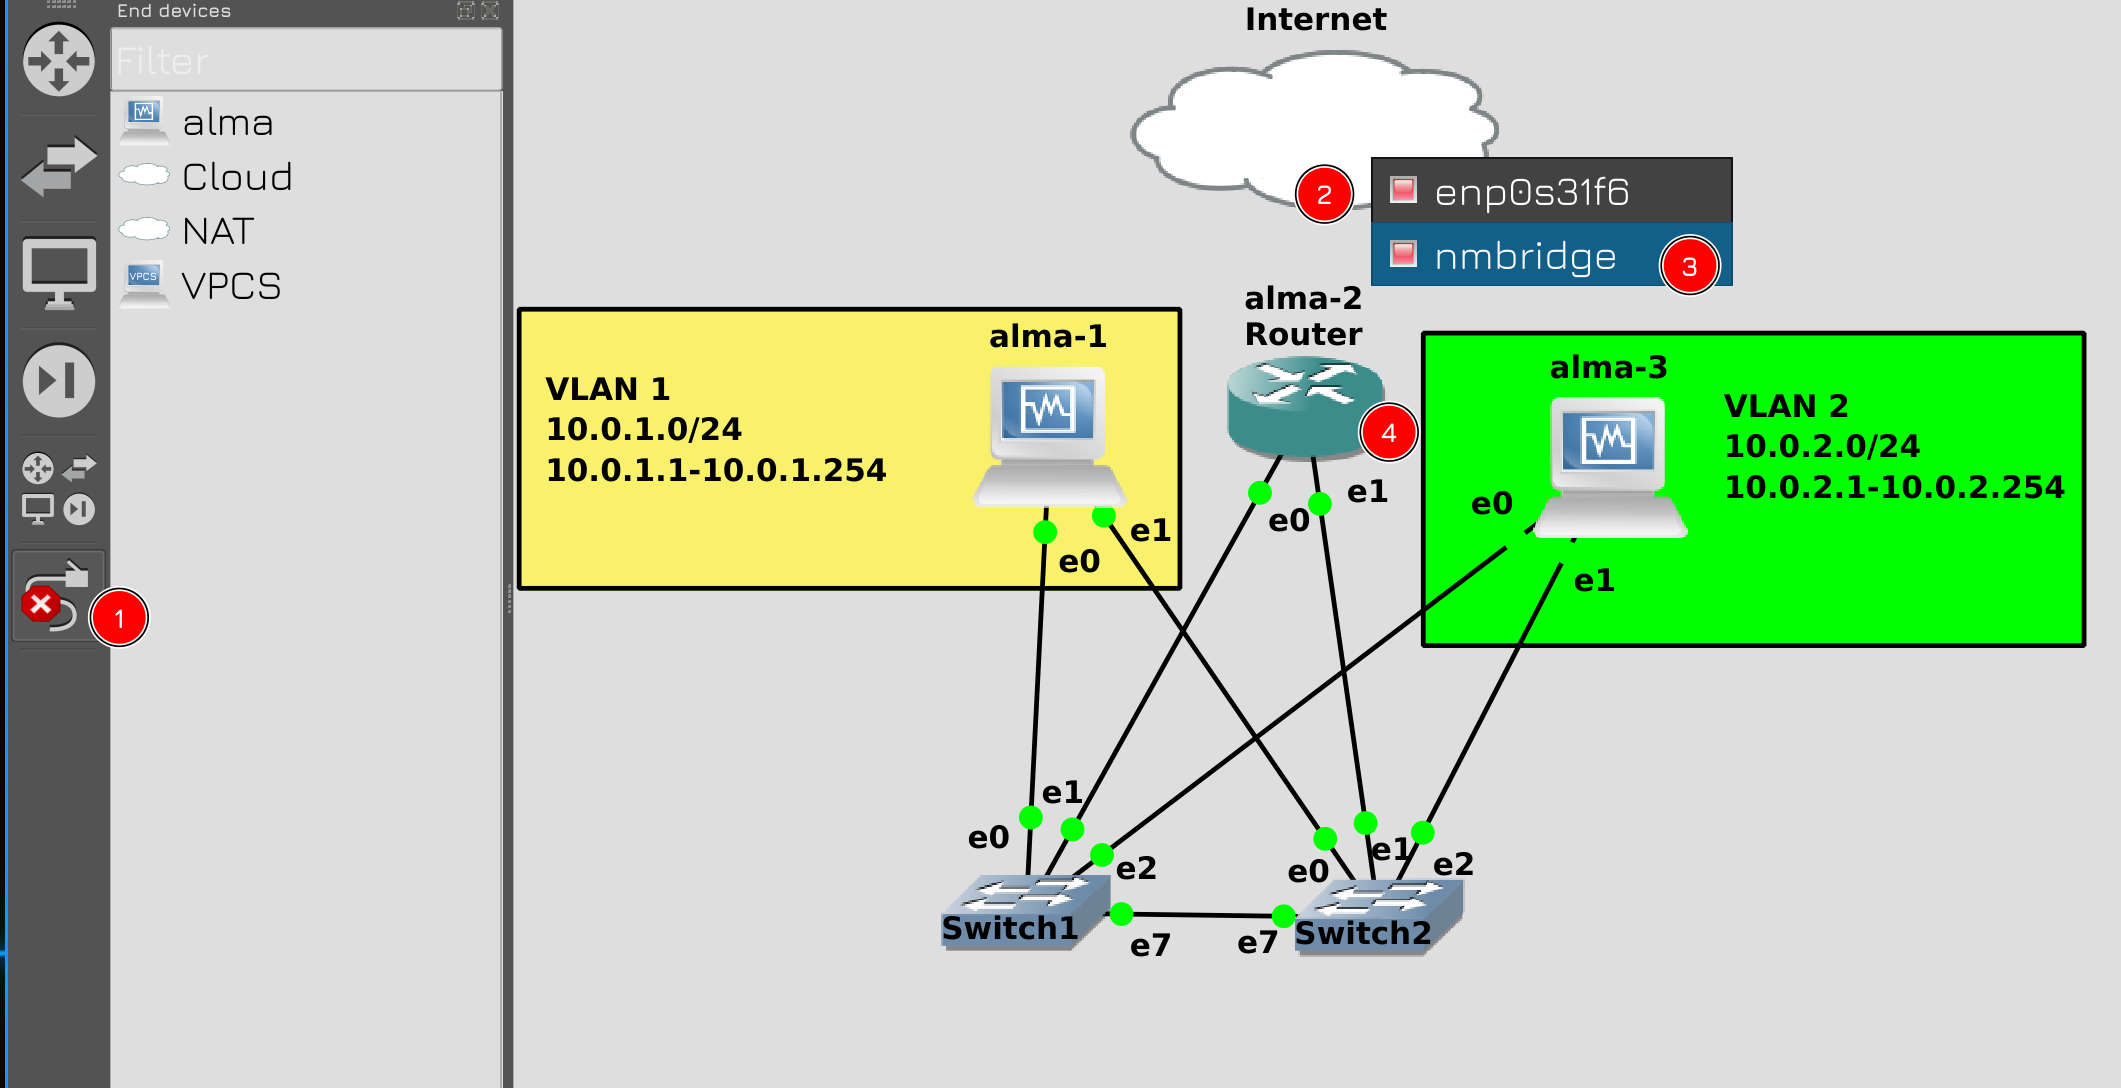 End devices
Filter
alma
Cloud
NAT
VPCS
VPCS
1
Internet
2
enp0s31f6
nmbridge
3
alma-2
Router
4
e0
e1
alma-1
VLAN 1
10.0.1.0/24
10.0.1.1-10.0.1.254
e1
e0
alma-3
VLAN 2
10.0.2.0/24
10.0.2.1-10.0.2.254
e0
e1
e1
e0
e2
Switch1
e7
e7
e0
e1
e2
Switch2